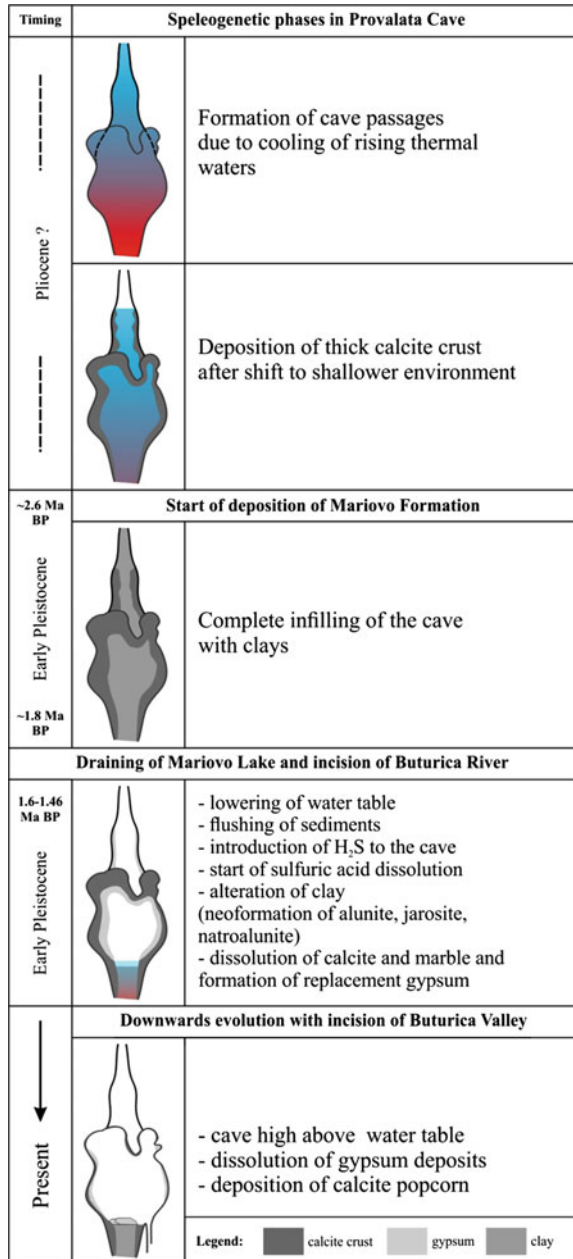 Timing
Speleogenetic phases in Provalata Cave
Pliocene ?
Formation of cave passages
due to cooling of rising thermal
waters
Deposition of thick calcite crust
after shift to shallower environment
~2.6 Ma
BP
Early Pleistocene
~1.8 Ma
BP
Start of deposition of Mariovo Formation
Complete infilling of the cave
with clays
Draining of Mariovo Lake and incision of Buturica River
1.6-1.46
Ma BP
Early Pleistocene
- lowering of water table
- flushing of sediments
- introduction of H₂S to the cave
- start of sulfuric acid dissolution
- alteration of clay
(neoformation of alunite, jarosite,
natroalunite)
- dissolution of calcite and marble and
formation of replacement gypsum
Present
Downwards evolution with incision of Buturica Valley
- cave high above water table
- dissolution of gypsum deposits
- deposition of calcite popcorn
Legend: calcite crust gypsum clay